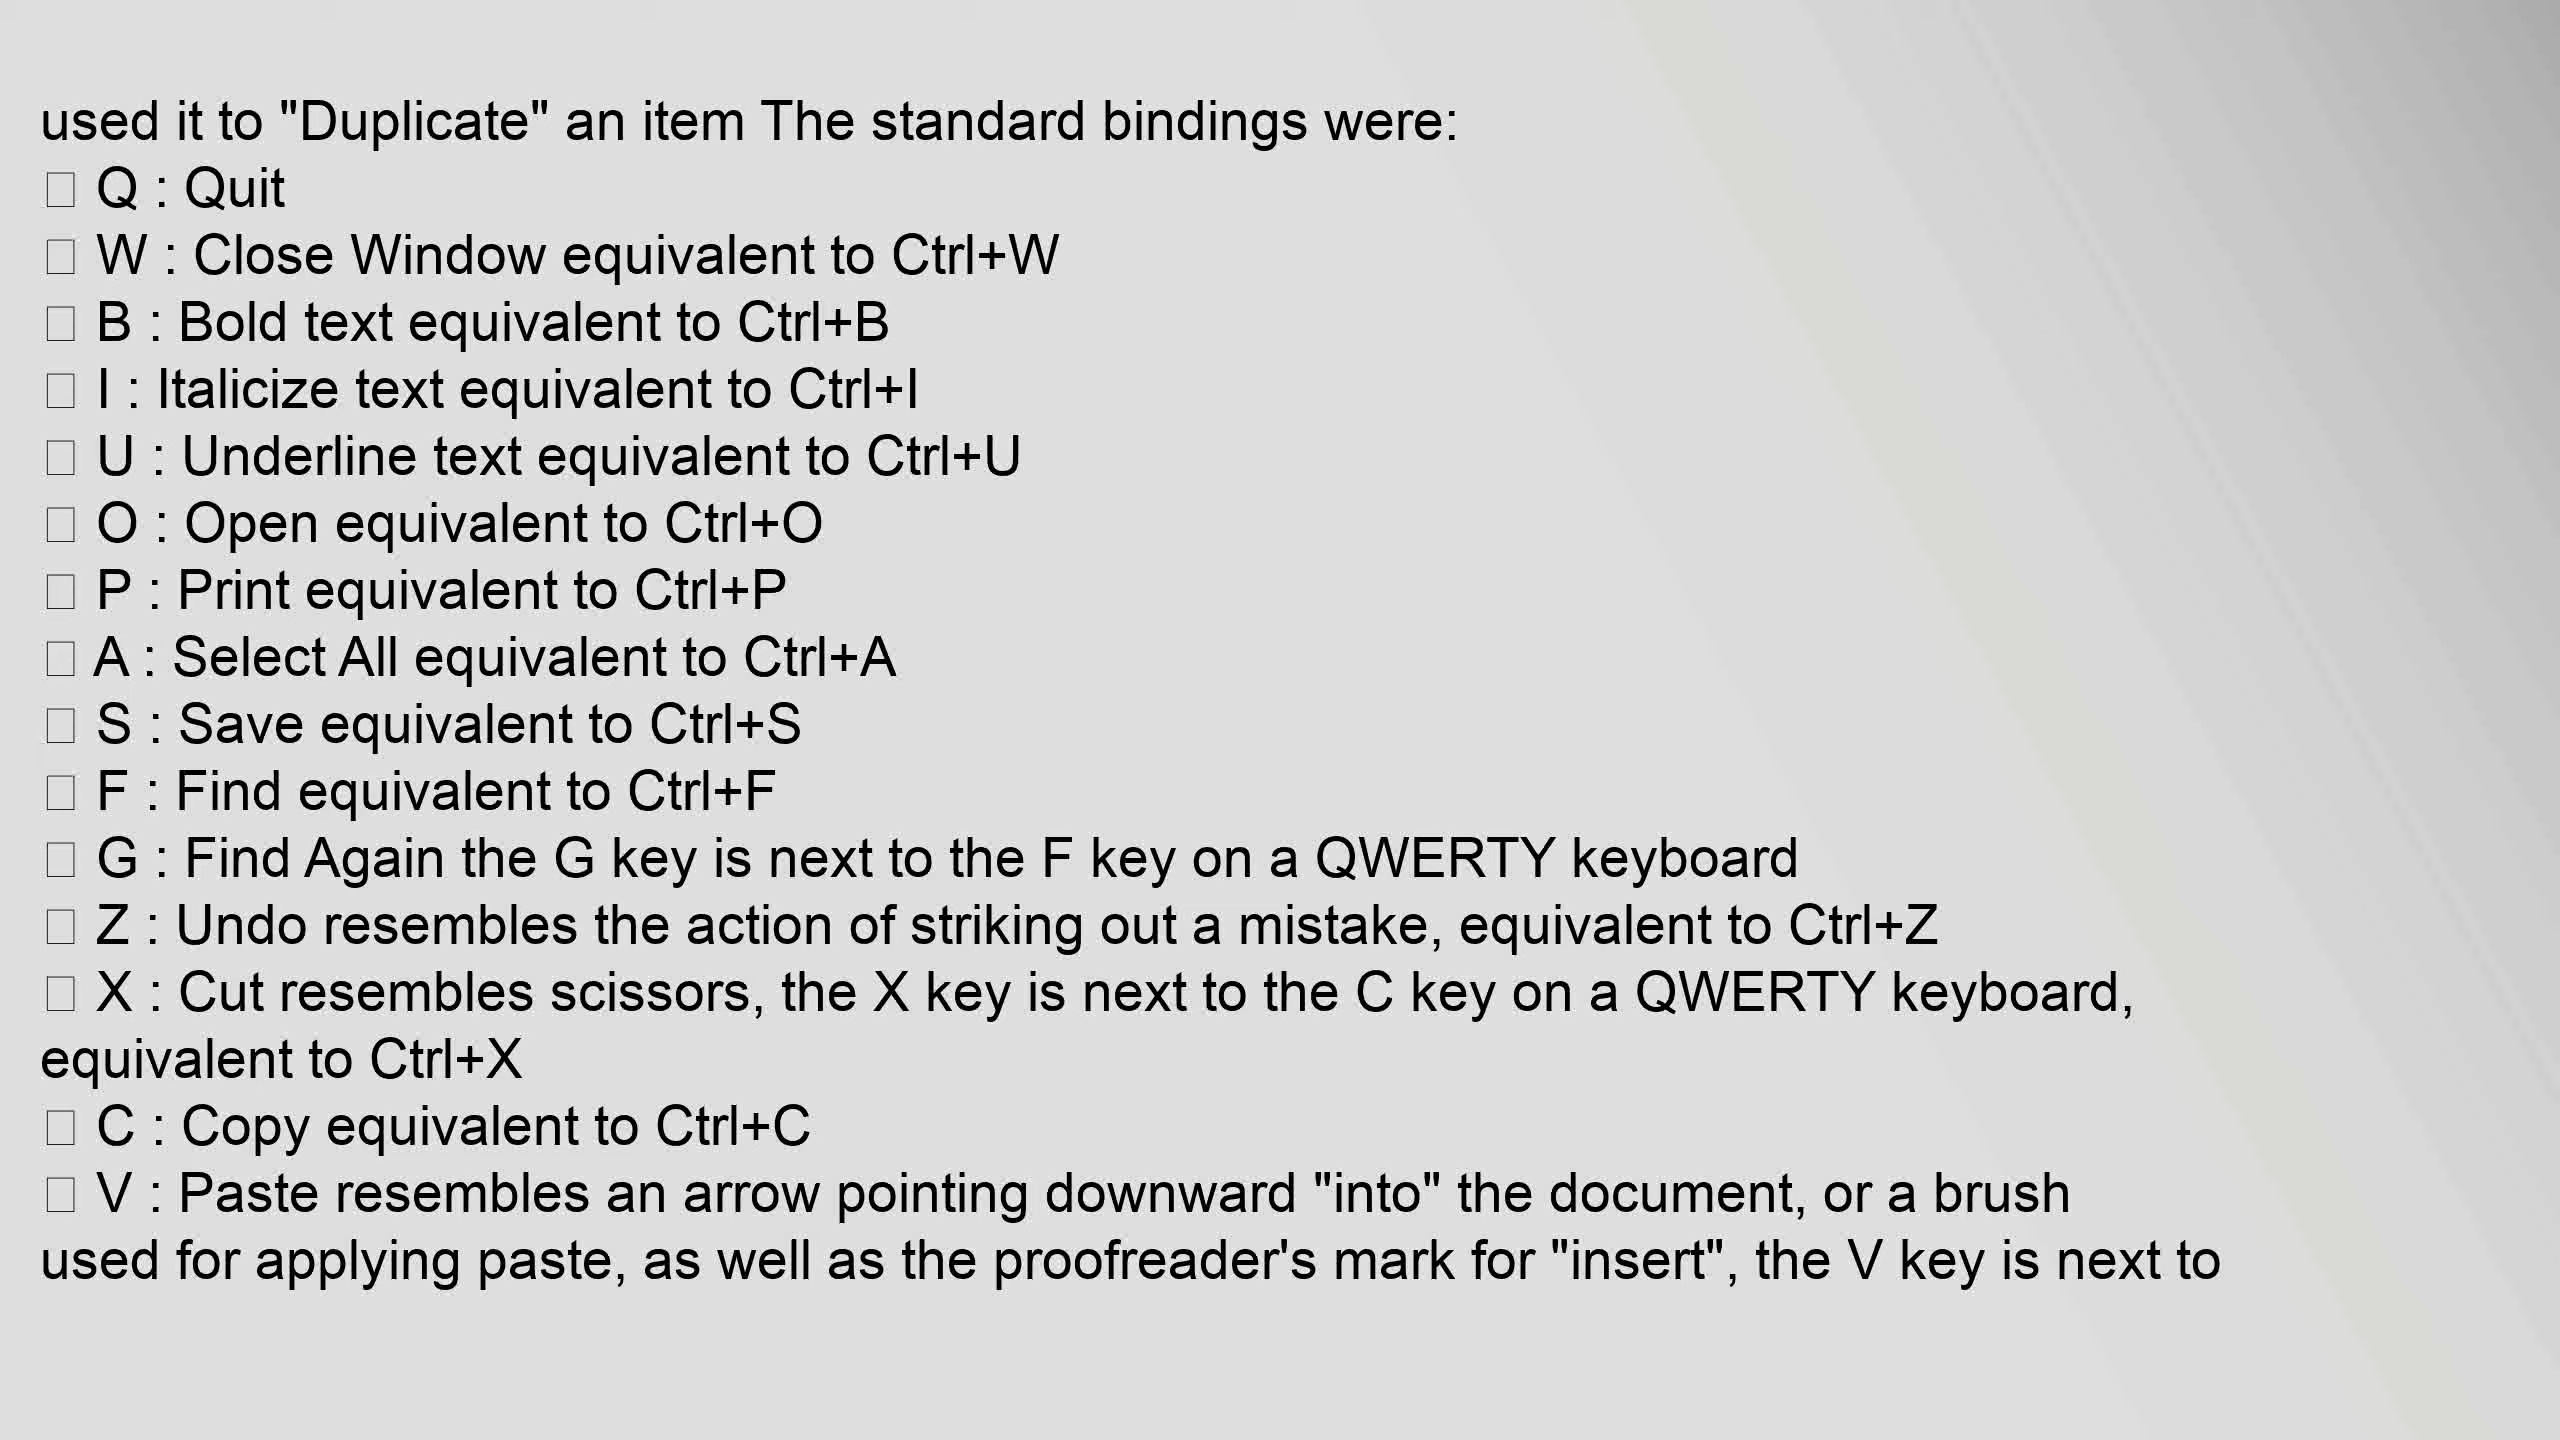 used it to "Duplicate" an item The standard bindings were:
□ Q : Quit
□ W : Close Window equivalent to Ctrl+W
□ B : Bold text equivalent to Ctrl+B
□ I : Italicize text equivalent to Ctrl+I
□ U : Underline text equivalent to Ctrl+U
□ O : Open equivalent to Ctrl+O
□ P : Print equivalent to Ctrl+P
□ A : Select All equivalent to Ctrl+A
□ S : Save equivalent to Ctrl+S
□ F : Find equivalent to Ctrl+F
□ G : Find Again the G key is next to the F key on a QWERTY keyboard
□ Z : Undo resembles the action of striking out a mistake, equivalent to Ctrl+Z
□ X : Cut resembles scissors, the X key is next to the C key on a QWERTY keyboard,
equivalent to Ctrl+X
□ C : Copy equivalent to Ctrl+C
□ V : Paste resembles an arrow pointing downward "into" the document, or a brush
used for applying paste, as well as the proofreader's mark for "insert", the V key is next to